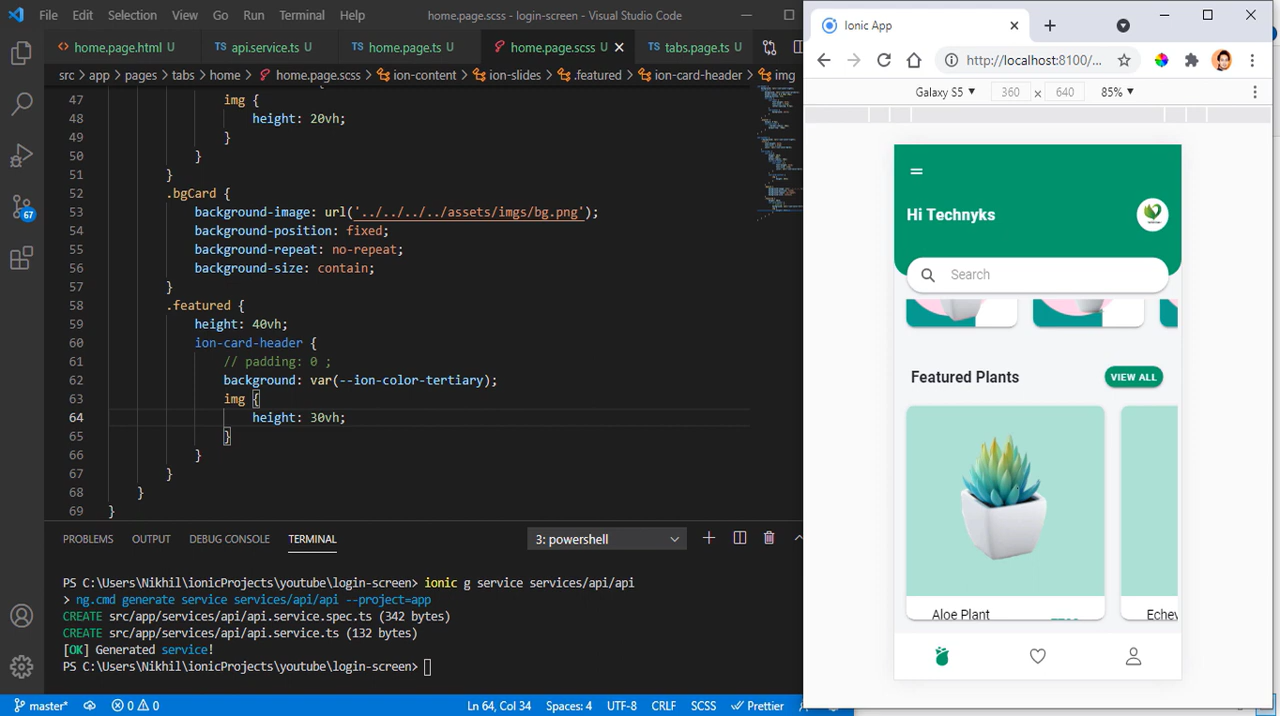 File Edit Selection View Go Run Terminal Help home.page.scss - login-screen - Visual Studio Code
home.page.html U api.service.ts U home.page.ts U home.page.scss tabs.page.ts U
src > app > pages > tabs > home > ion-content > ion-slides > .featured > ion-card-header > img
47 img {
48 height: 20vh;
49 }
50 }
51 }
52 .bgCard {
53 background-image: url('../../../../assets/imgs/bg.png');
54 background-position: fixed;
55 background-repeat: no-repeat;
56 background-size: contain;
57 }
58 .featured {
59 height: 40vh;
60 ion-card-header {
61 // padding: 0 ;
62 background: var(--ion-color-tertiary);
63 img {
64 height: 30vh;
65 }
66 }
67 }
68 }
69 }
67
PROBLEMS OUTPUT DEBUG CONSOLE TERMINAL 3: powershell
PS C:\Users\Nikhil\ionicProjects\youtube\login-screen> ionic g service services/api/api
> ng.cmd generate service services/api/api --project=app
CREATE src/app/services/api/api.service.spec.ts (342 bytes)
CREATE src/app/services/api/api.service.ts (132 bytes)
[OK] Generated service!
PS C:\Users\Nikhil\ionicProjects\youtube\login-screen>
master* 0 0 Ln 64, Col 34 Spaces: 4 UTF-8 CRLF SCSS Prettier
Ionic App
http://localhost:8100/...
Galaxy S5 360 x 640 85%
Hi Technyks
Search
Featured Plants VIEW ALL
Aloe Plant
Echev